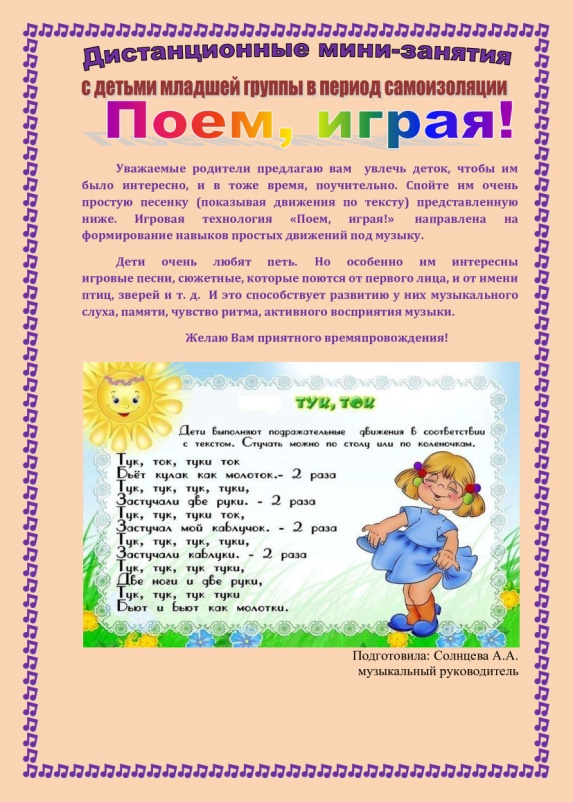 Дистанционные мини-занятия
с детьми младшей группы в период самоизоляции
Поем, играя!
Уважаемые родители предлагаю вам увлечь деток, чтобы им
было интересно, и в тоже время, поучительно. Спойте им очень
простую песенку (показывая движения по тексту) представленную
ниже. Игровая технология «Поем, играя!» направлена на
формирование навыков простых движений под музыку.
Дети очень любят петь. Но особенно им интересны
игровые песни, сюжетные, которые поются от первого лица, и от имени
птиц, зверей и т. д. И это способствует развитию у них музыкального
слуха, памяти, чувство ритма, активного восприятия музыки.
Желаю Вам приятного времяпровождения!
ТУК, ТОК
Дети выполняют подражательные движения в соответствии
с текстом. Стучать можно по столу или по коленочкам.
Тук, ток, туки ток
Бьёт кулак как молоток.- 2 раза
Тук, тук, тук, туки,
Застучали две руки. - 2 раза
Тук, тук, туки ток,
Застучал мой каблучок. - 2 раза
Тук, тук, тук, туки,
Застучали каблуки. - 2 раза
Тук, тук, тук туки,
Две ноги и две руки,
Тук, тук, тук туки
Бьют и бьют как молотки.
Подготовила: Солнцева А.А.
музыкальный руководитель